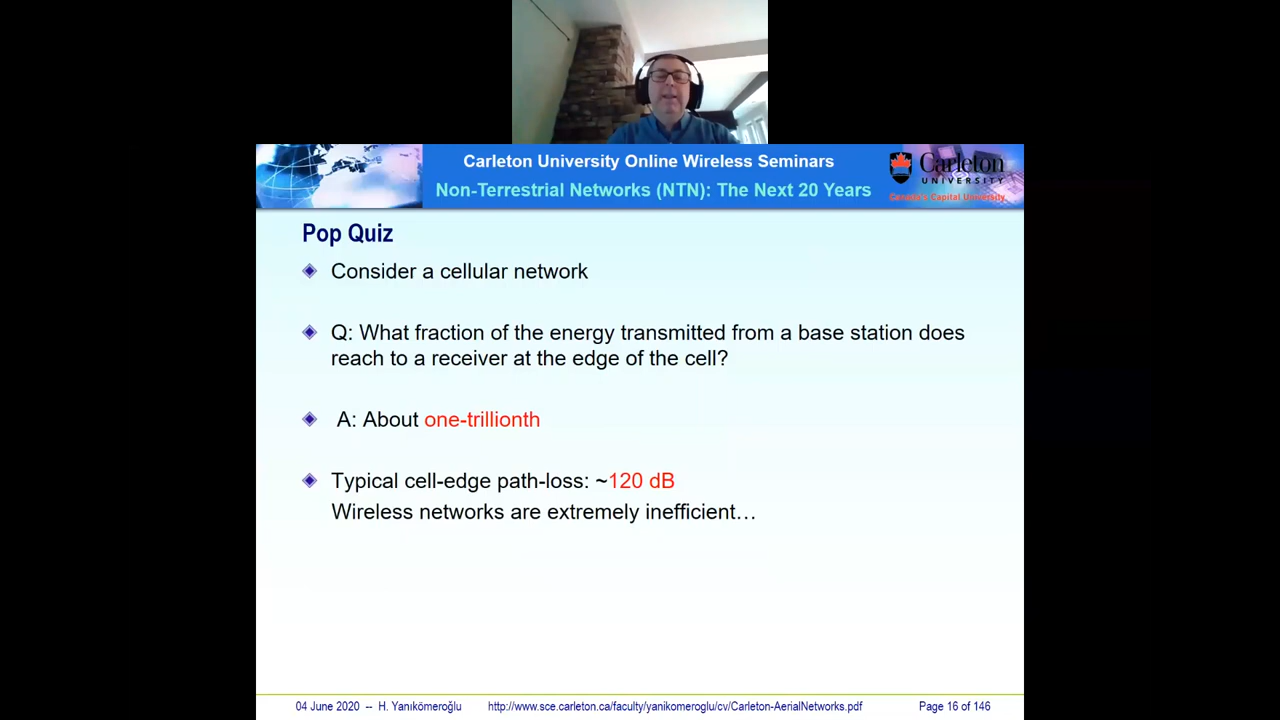 Carleton University Online Wireless Seminars
Non-Terrestrial Networks (NTN): The Next 20 Years
Carleton
UNIVERSITY
Canada's Capital University
Pop Quiz
Consider a cellular network
Q: What fraction of the energy transmitted from a base station does
reach to a receiver at the edge of the cell?
A: About one-trillionth
Typical cell-edge path-loss: ~120 dB
Wireless networks are extremely inefficient…
04 June 2020 -- H. Yanıkömeroğlu
http://www.sce.carleton.ca/faculty/yanikomeroglu/cv/Carleton-AerialNetworks.pdf
Page 16 of 146